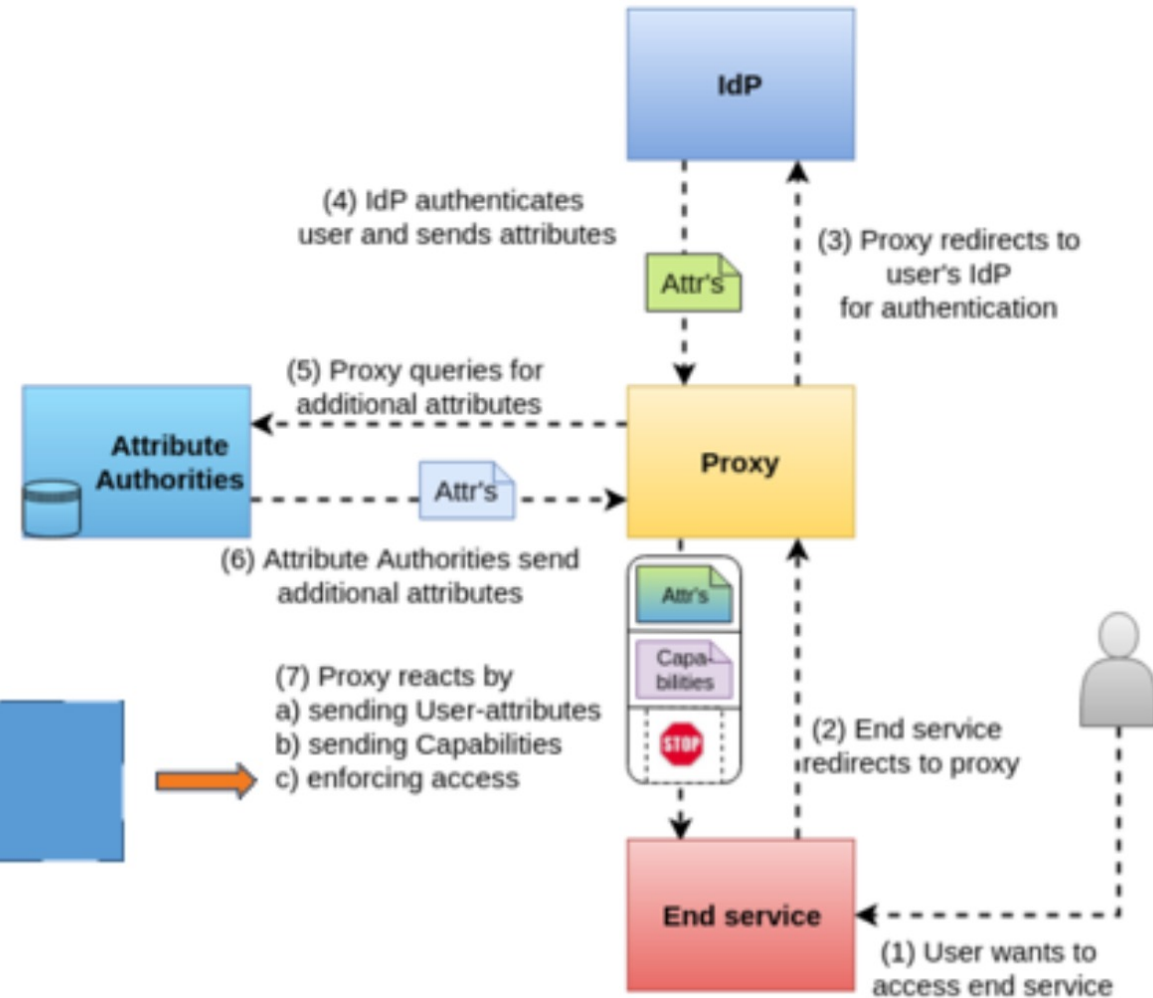 IdP
(4) IdP authenticates
user and sends attributes
(3) Proxy redirects to
user's IdP
for authentication
Attr's
(5) Proxy queries for
additional attributes
Attribute
Authorities
Proxy
Attr's
(6) Attribute Authorities send
additional attributes
Attr's
Capa-
bilities
STOP
(7) Proxy reacts by
a) sending User-attributes
b) sending Capabilities
c) enforcing access
(2) End service
redirects to proxy
End service
(1) User wants to
access end service